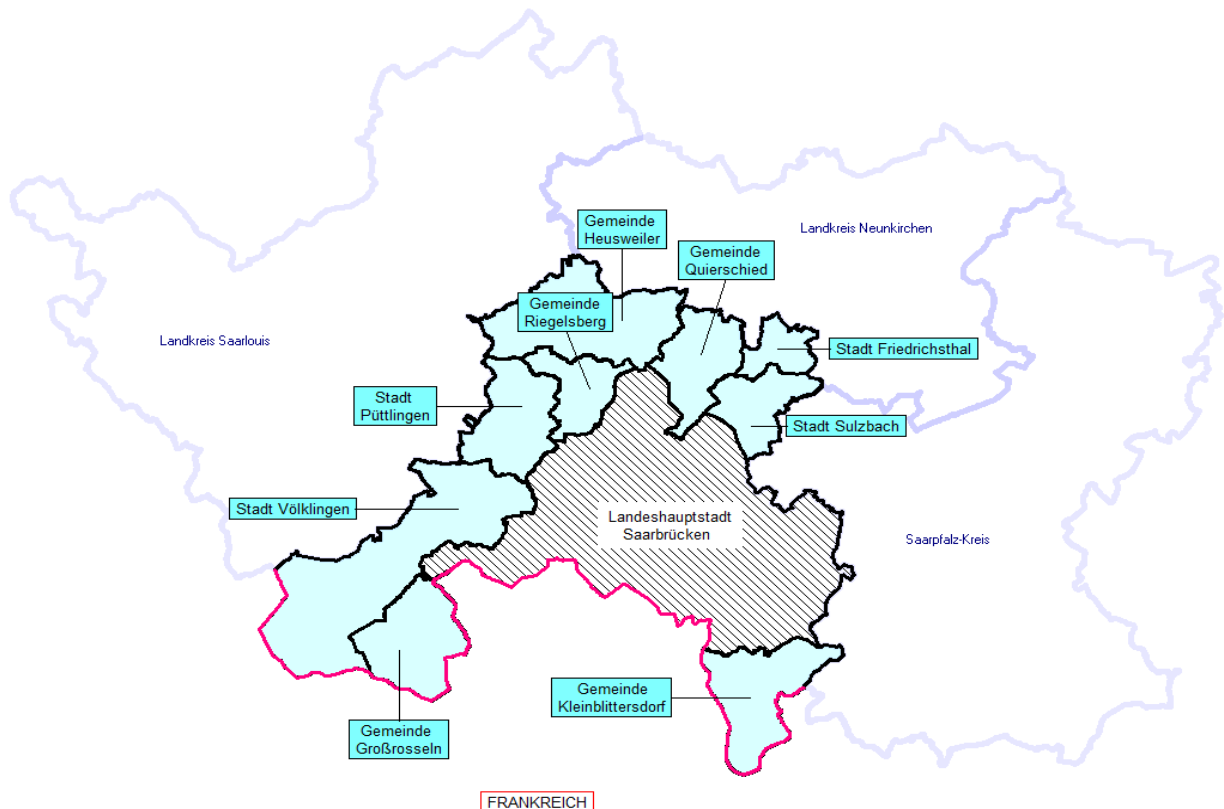 Gemeinde
Heusweiler
Landkreis Neunkirchen
Gemeinde
Quierschied
Gemeinde
Riegelsberg
Landkreis Saarlouis
Stadt Friedrichsthal
Stadt
Püttlingen
Stadt Sulzbach
Stadt Völklingen
Landeshauptstadt
Saarbrücken
Saarpfalz-Kreis
Gemeinde
Kleinblittersdorf
Gemeinde
Großrosseln
FRANKREICH